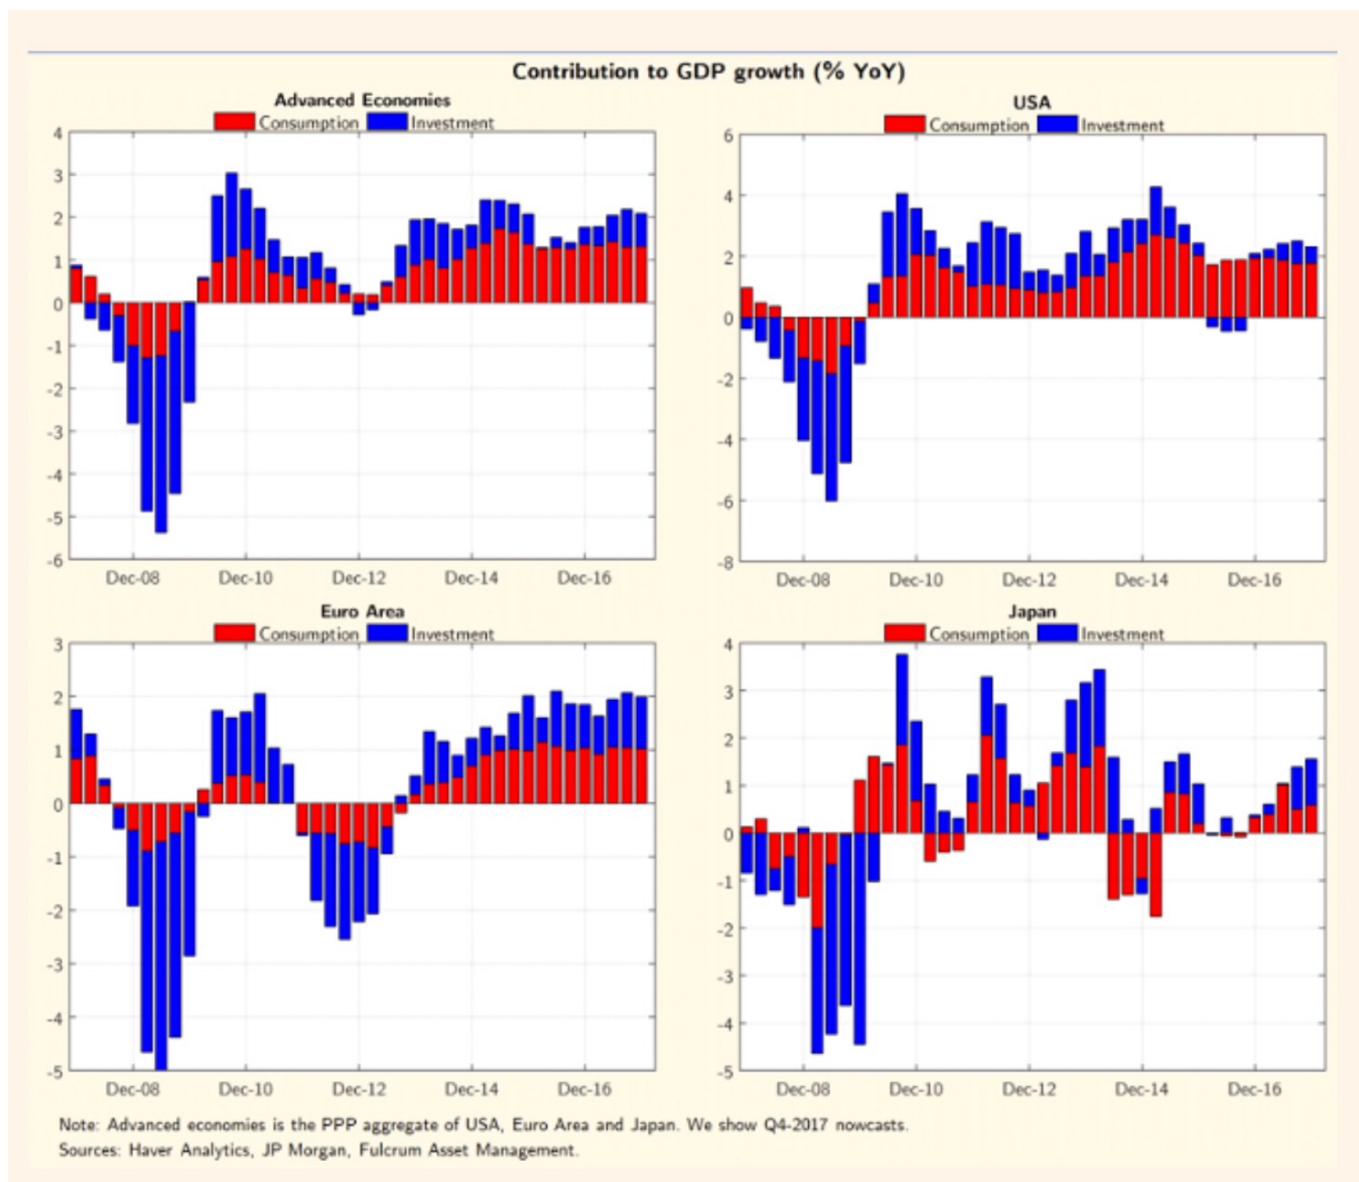 Contribution to GDP growth (% YoY)
Advanced Economies
Consumption Investment
4
3
2
1
0
-1
-2
-3
-4
-5
-6
Dec-08 Dec-10 Dec-12 Dec-14 Dec-16
USA
Consumption Investment
6
4
2
0
-2
-4
-6
-8
Dec-08 Dec-10 Dec-12 Dec-14 Dec-16
Euro Area
Consumption Investment
3
2
1
0
-1
-2
-3
-4
-5
Dec-08 Dec-10 Dec-12 Dec-14 Dec-16
Japan
Consumption Investment
4
3
2
1
0
-1
-2
-3
-4
-5
Dec-08 Dec-10 Dec-12 Dec-14 Dec-16
Note: Advanced economies is the PPP aggregate of USA, Euro Area and Japan. We show Q4-2017 nowcasts.
Sources: Haver Analytics, JP Morgan, Fulcrum Asset Management.